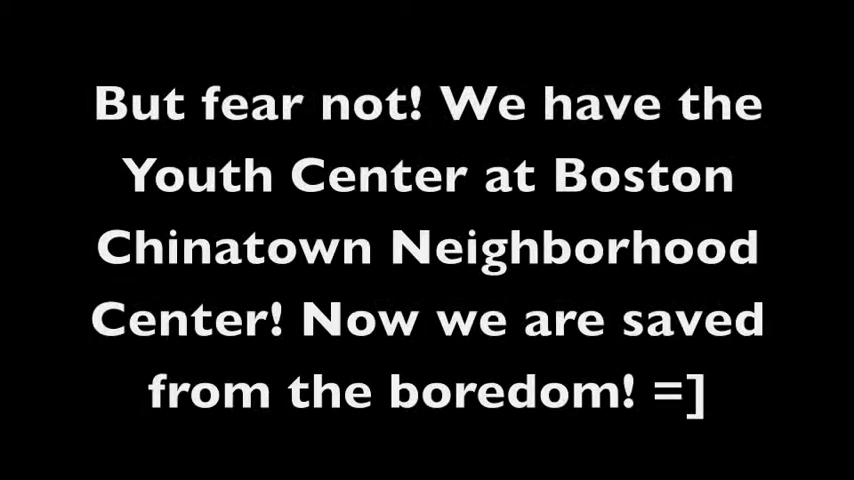 But fear not! We have the
Youth Center at Boston
Chinatown Neighborhood
Center! Now we are saved
from the boredom! =]